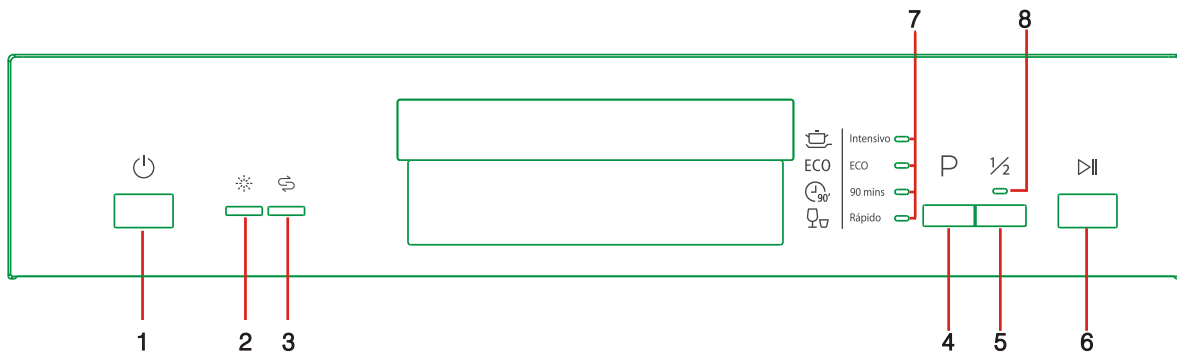 7 8
Intensivo
ECO ECO
90' 90 mins
Rápido
P ½
1 2 3 4 5 6